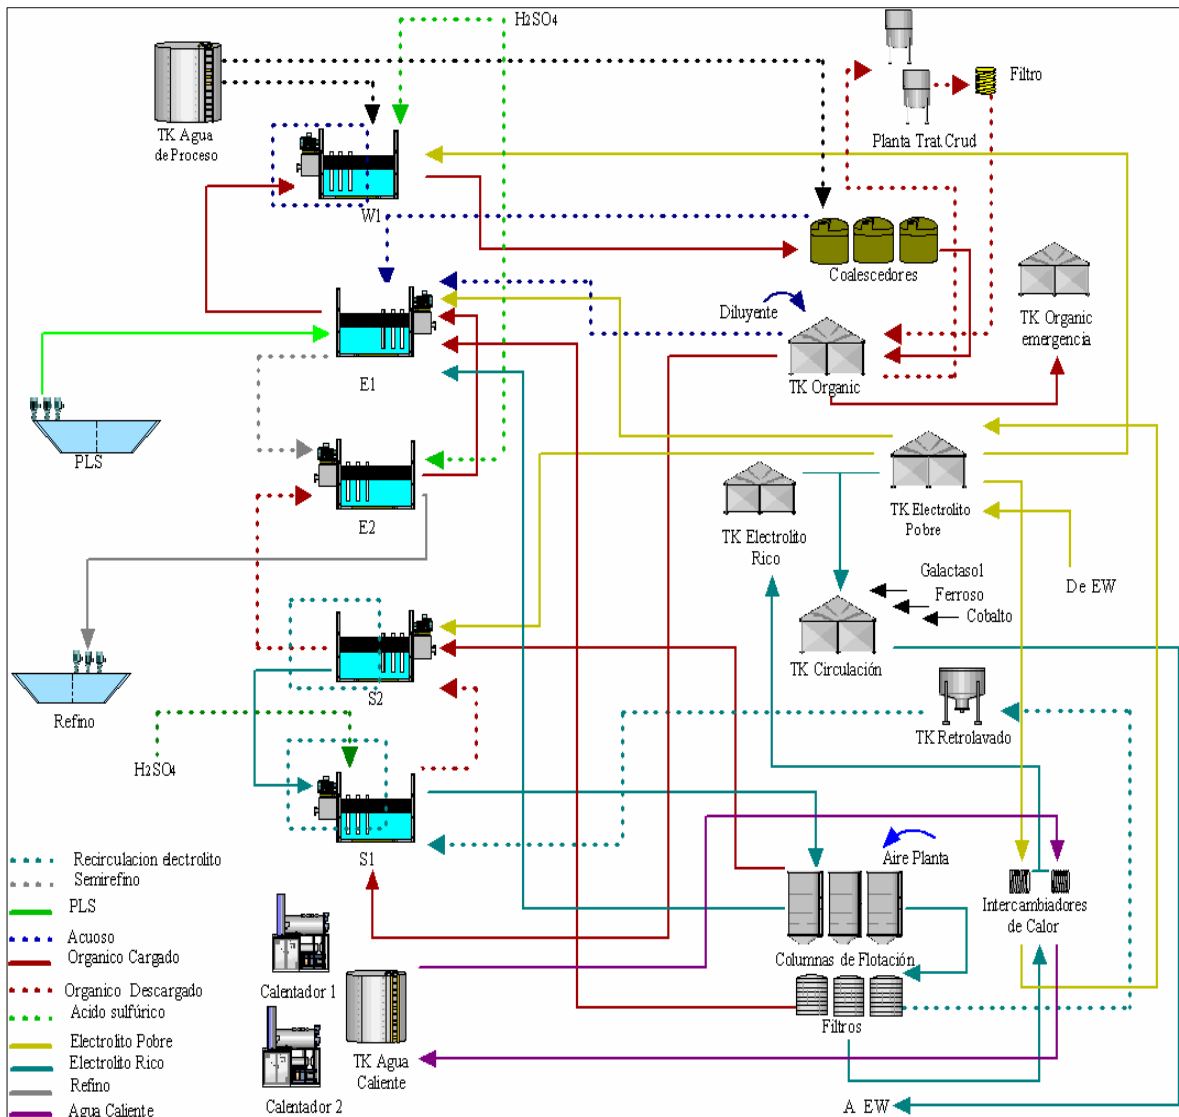 H2SO4
TK Agua
de Proceso
Filtro
Planta Trat.Crud
W1
Coalescedores
Diluyente
TK Organic
emergencia
E1
TK Organic
PLS
E2
TK Electrolito
Pobre
TK Electrolito
Rico
Galactasol
Ferroso
Cobalto
De EW
TK Circulación
Refino
S2
TK Retrolavado
H2SO4
S1
Aire Planta
Intercambiadores
de Calor
Columnas de Flotación
Calentador 1
Filtros
TK Agua
Caliente
Calentador 2
A EW
Recirculacion electrolito
Semirefino
PLS
Acuoso
Organico Cargado
Organico Descargado
Acido sulfúrico
Electrolito Pobre
Electrolito Rico
Refino
Agua Caliente